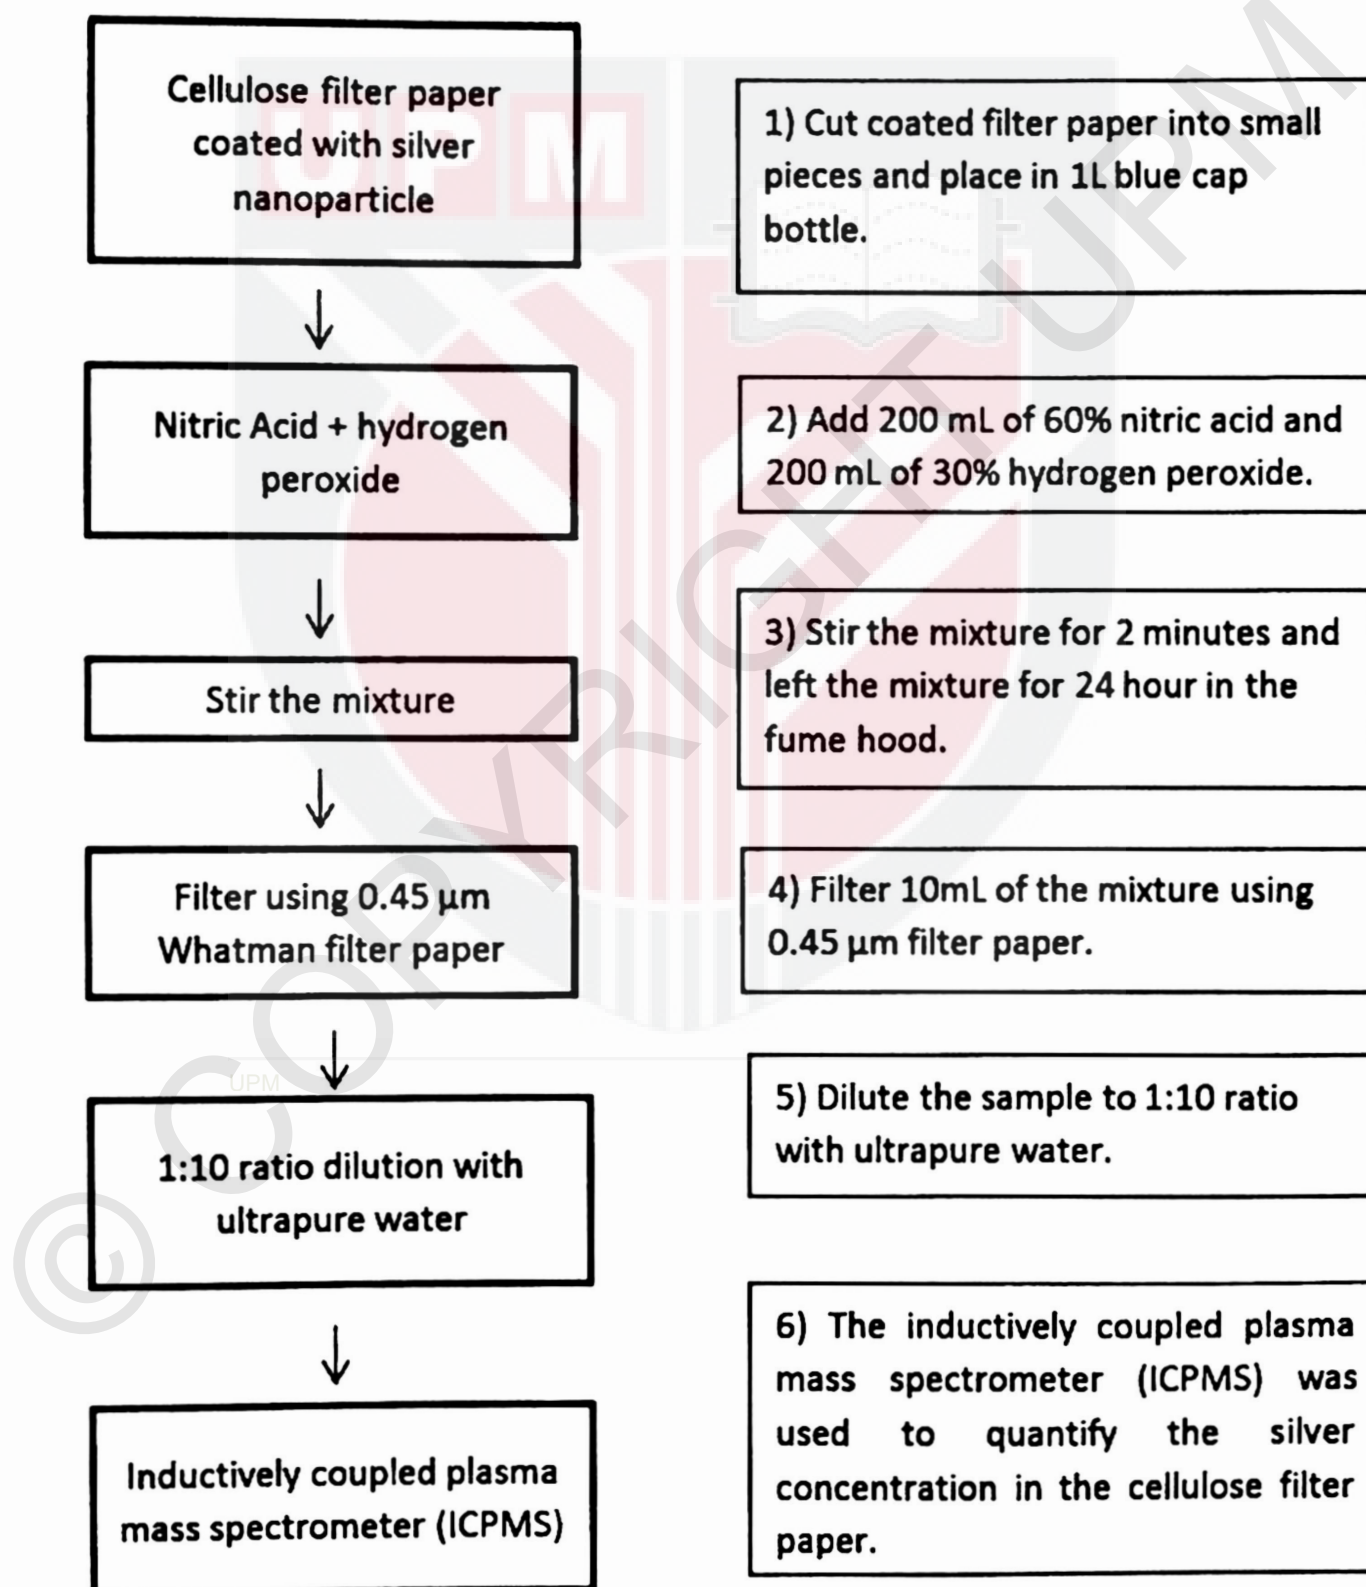 Cellulose filter paper
coated with silver
nanoparticle
1) Cut coated filter paper into small
pieces and place in 1L blue cap
bottle.
Nitric Acid + hydrogen
peroxide
2) Add 200 mL of 60% nitric acid and
200 mL of 30% hydrogen peroxide.
Stir the mixture
3) Stir the mixture for 2 minutes and
left the mixture for 24 hour in the
fume hood.
Filter using 0.45 µm
Whatman filter paper
4) Filter 10mL of the mixture using
0.45 µm filter paper.
1:10 ratio dilution with
ultrapure water
5) Dilute the sample to 1:10 ratio
with ultrapure water.
Inductively coupled plasma
mass spectrometer (ICPMS)
6) The inductively coupled plasma
mass spectrometer (ICPMS) was
used to quantify the silver
concentration in the cellulose filter
paper.
UPM
UPM
© COPYRIGHT UPM